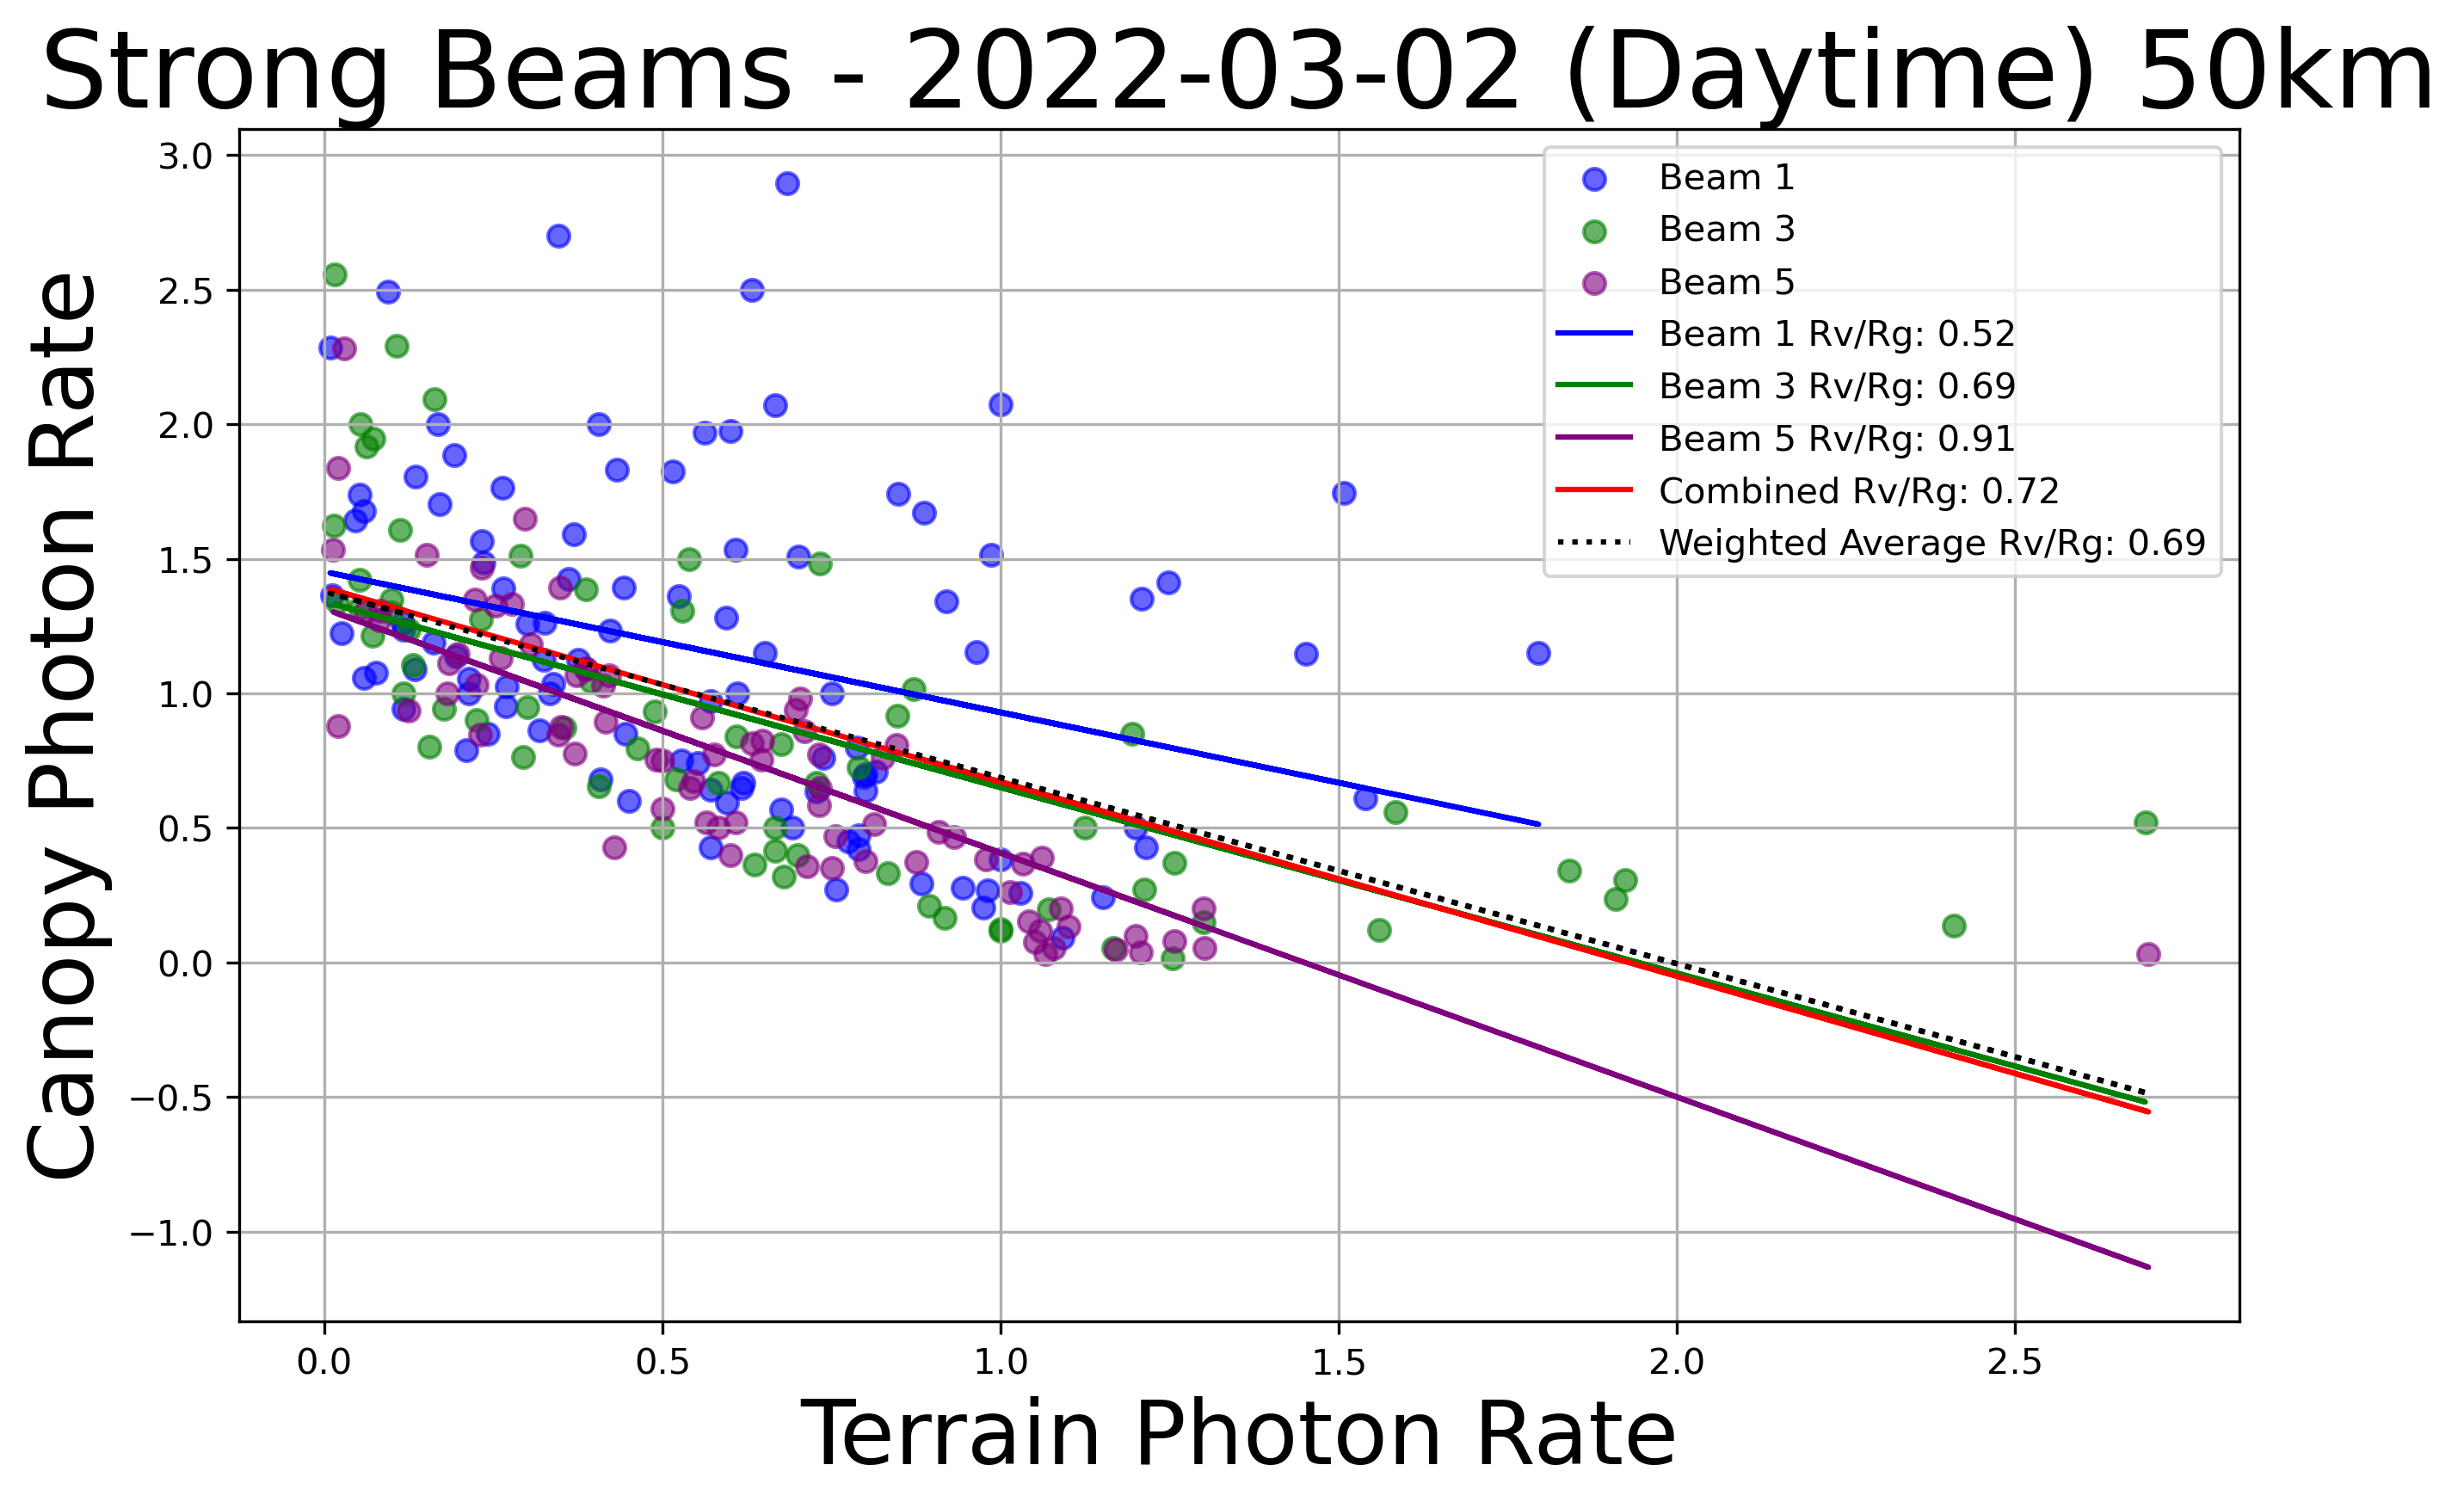 Strong Beams - 2022-03-02 (Daytime) 50km
Canopy Photon Rate
3.0
2.5
2.0
1.5
1.0
0.5
0.0
−0.5
−1.0
Beam 1
Beam 3
Beam 5
Beam 1 Rv/Rg: 0.52
Beam 3 Rv/Rg: 0.69
Beam 5 Rv/Rg: 0.91
Combined Rv/Rg: 0.72
Weighted Average Rv/Rg: 0.69
0.0 0.5 1.0 1.5 2.0 2.5
Terrain Photon Rate